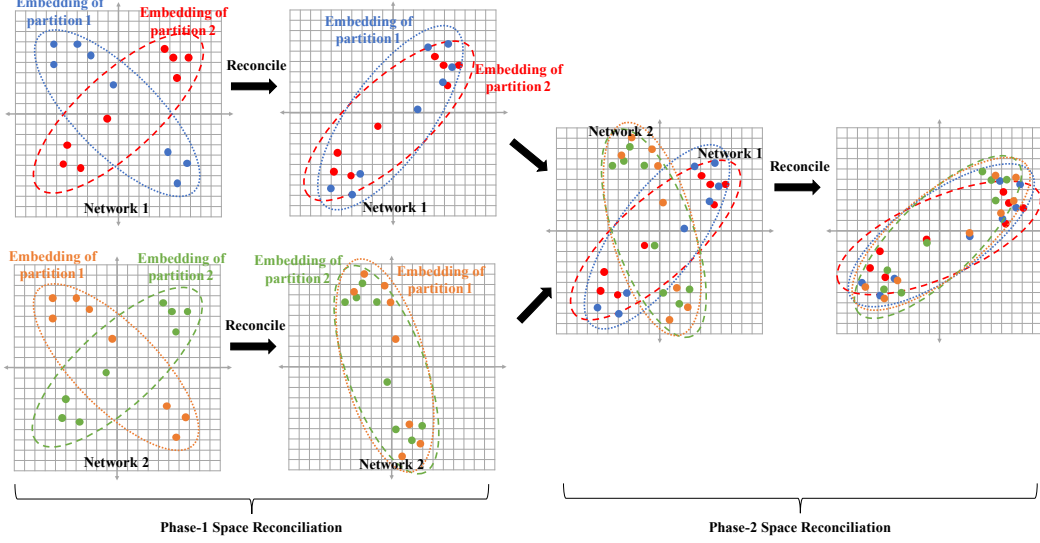 Embedding of
partition 1
Embedding of
partition 2
Network 1
Reconcile
Embedding of
partition 1
Embedding of
partition 2
Network 1
Embedding of
partition 1
Embedding of
partition 2
Network 2
Reconcile
Embedding of
partition 2
Embedding of
partition 1
Network 2
Network 2
Network 1
Reconcile
Phase-1 Space Reconciliation
Phase-2 Space Reconciliation